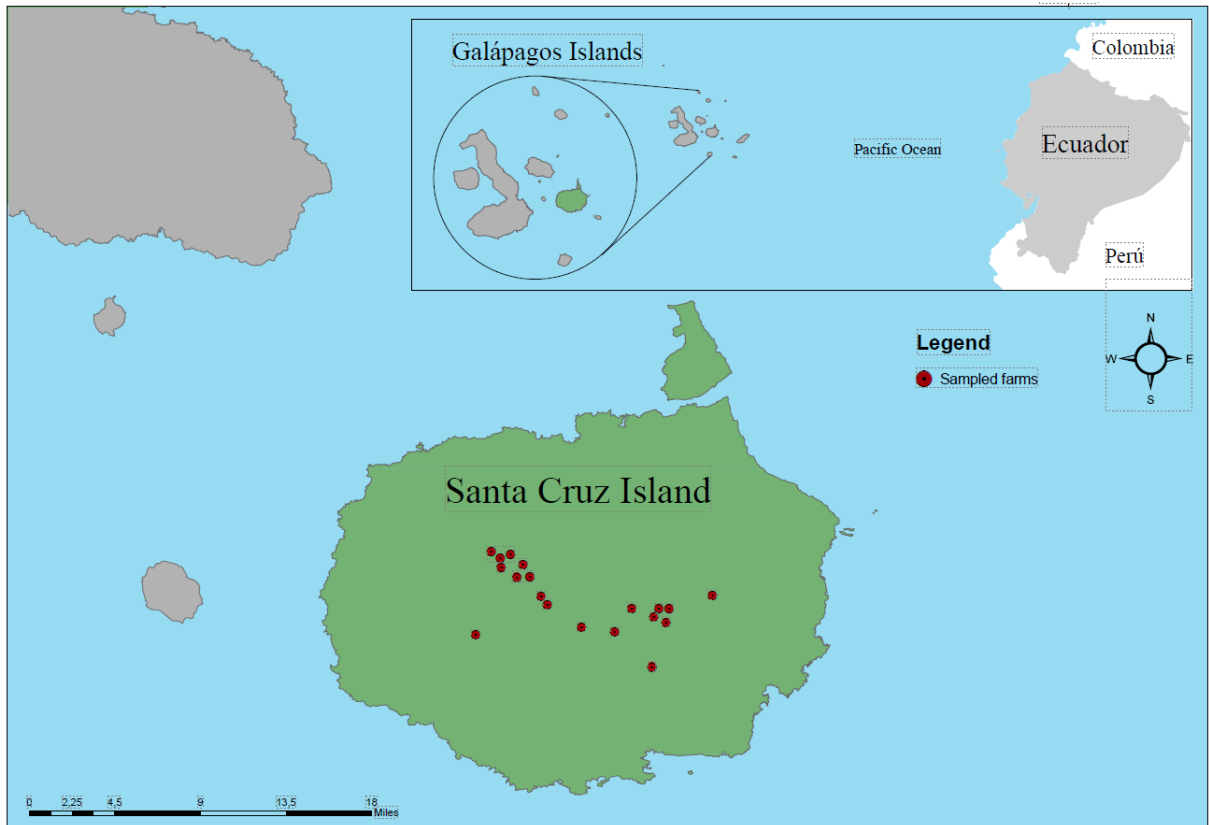 Galápagos Islands
Colombia
Ecuador
Pacific Ocean
Perú
Legend
Sampled farms
N
W
E
S
Santa Cruz Island
0
2,25
4,5
9
13,5
18
Miles